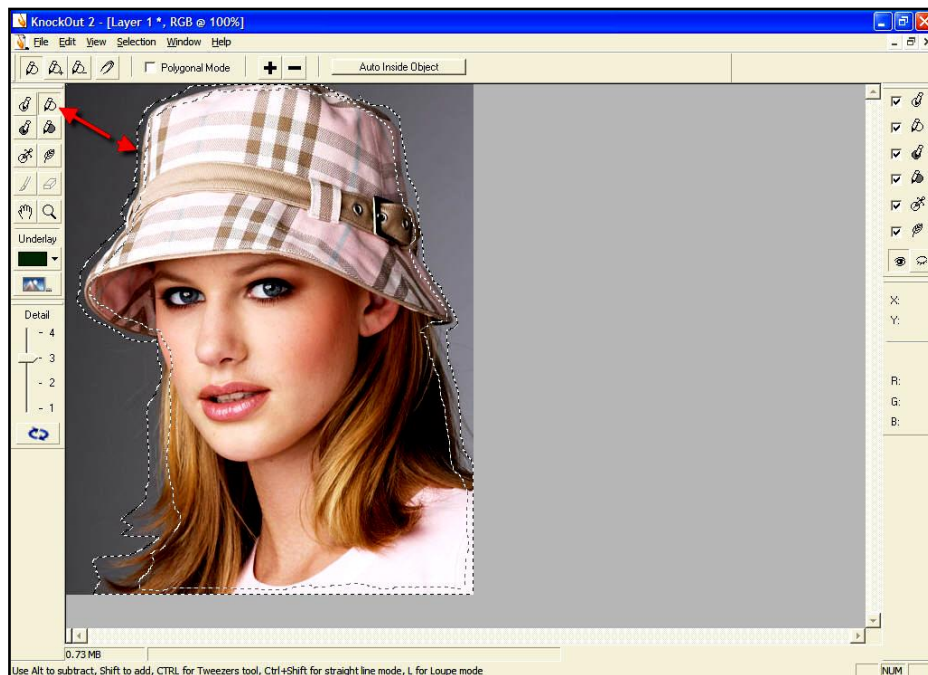 KnockOut 2 - [Layer 1 *, RGB @ 100%]
File Edit View Selection Window Help
Polygonal Mode
Auto Inside Object
Underlay
Detail
4
3
2
1
X:
Y:
R:
G:
B:
0.73 MB
Use Alt to subtract, Shift to add, CTRL for Tweezers tool, Ctrl+Shift for straight line mode, L for Loupe mode
NUM